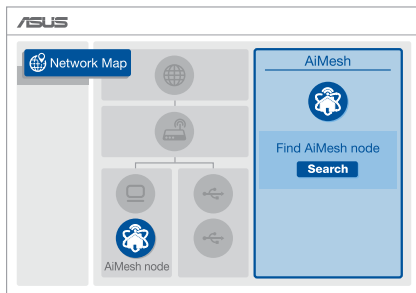 ASUS
Network Map
AiMesh
Find AiMesh node
Search
AiMesh node